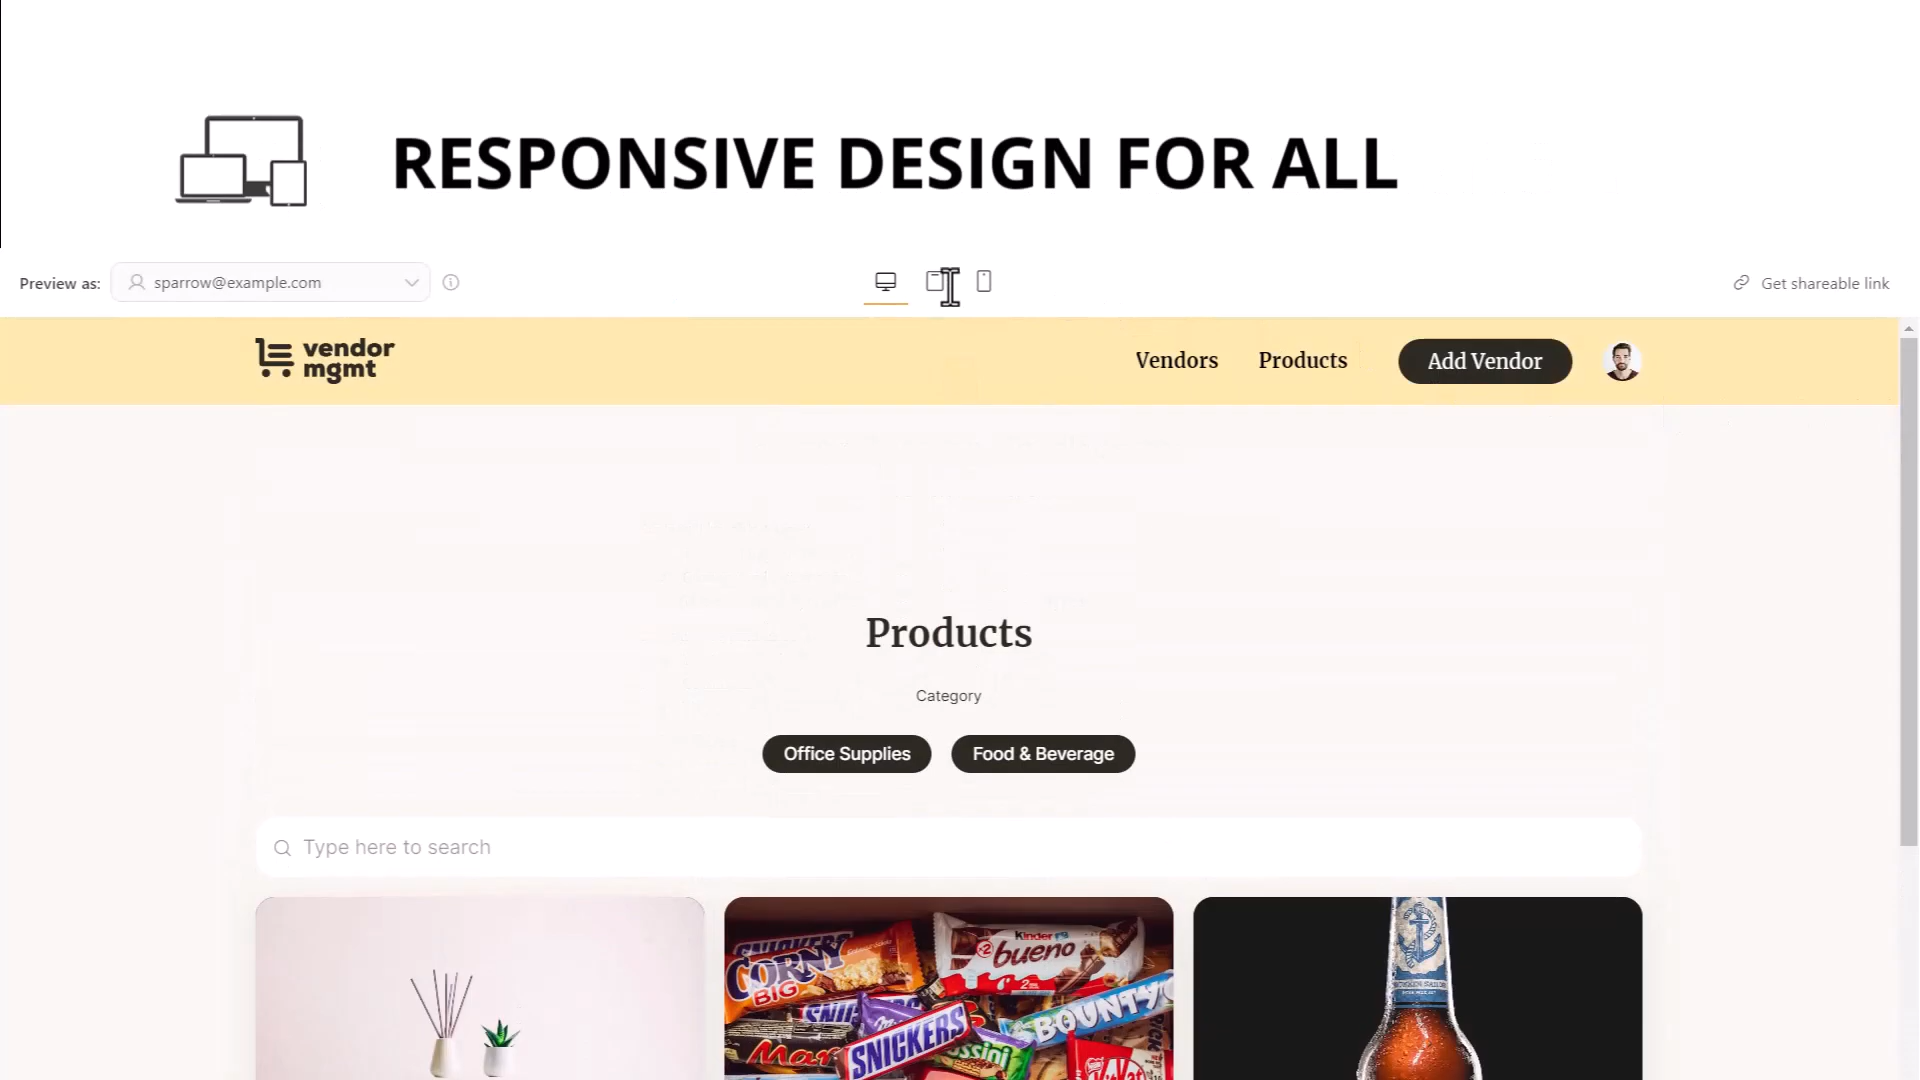 RESPONSIVE DESIGN FOR ALL
Preview as: sparrow@example.com
Get shareable link
vendor
mgmt
Vendors
Products
Add Vendor
Products
Category
Office Supplies
Food & Beverage
Type here to search
CORNY
BIG
Kinder
bueno
BOUNTY
SNICKERS
KitKat